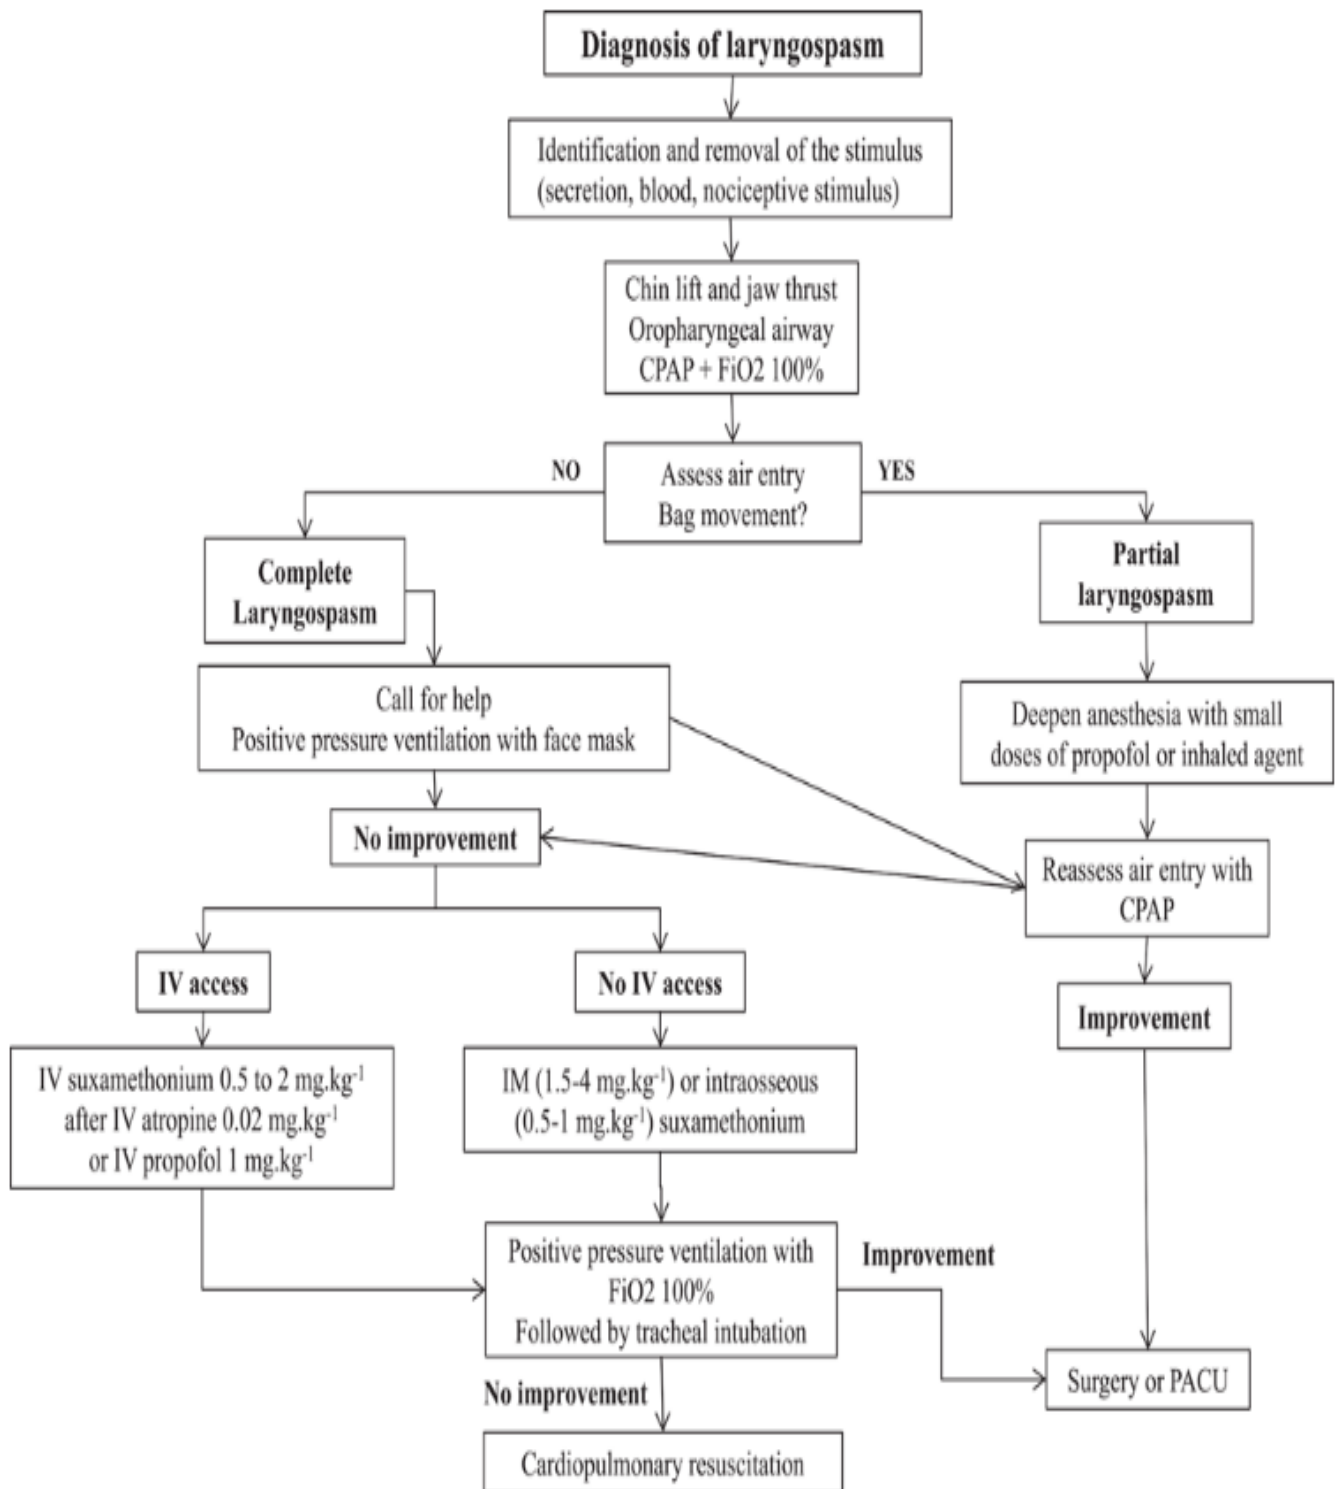 Diagnosis of laryngospasm
Identification and removal of the stimulus
(secretion, blood, nociceptive stimulus)
Chin lift and jaw thrust
Oropharyngeal airway
CPAP + FiO2 100%
NO
Assess air entry
Bag movement?
YES
Complete
Laryngospasm
Partial
laryngospasm
Call for help
Positive pressure ventilation with face mask
Deepen anesthesia with small
doses of propofol or inhaled agent
No improvement
Reassess air entry with
CPAP
IV access
No IV access
Improvement
IV suxamethonium 0.5 to 2 mg.kg⁻¹
after IV atropine 0.02 mg.kg⁻¹
or IV propofol 1 mg.kg⁻¹
IM (1.5-4 mg.kg⁻¹) or intraosseous
(0.5-1 mg.kg⁻¹) suxamethonium
Positive pressure ventilation with
FiO2 100%
Followed by tracheal intubation
Improvement
No improvement
Surgery or PACU
Cardiopulmonary resuscitation